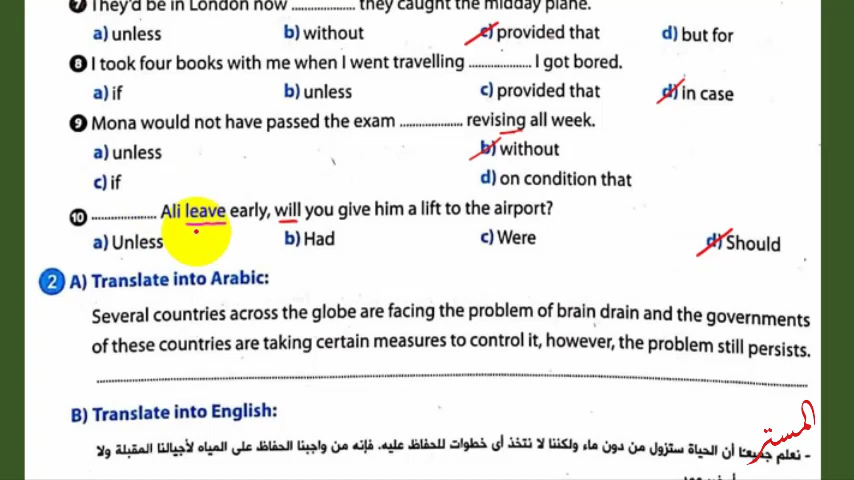 7 They'd be in London now .................... they caught the midday plane.
a) unless b) without c) provided that d) but for
8 I took four books with me when I went travelling .................... I got bored.
a) if b) unless c) provided that d) in case
9 Mona would not have passed the exam .................... revising all week.
a) unless b) without
c) if d) on condition that
10 .................... Ali leave early, will you give him a lift to the airport?
a) Unless b) Had c) Were d) Should
2 A) Translate into Arabic:
Several countries across the globe are facing the problem of brain drain and the governments
of these countries are taking certain measures to control it, however, the problem still persists.
B) Translate into English:
المستر
- نعلم جميعنا أن الحياة ستزول من دون ماء ولكننا لا نتخذ أى خطوات للحفاظ عليه. فإنه من واجبنا الحفاظ على المياه لأجيالنا المقبلة ولا